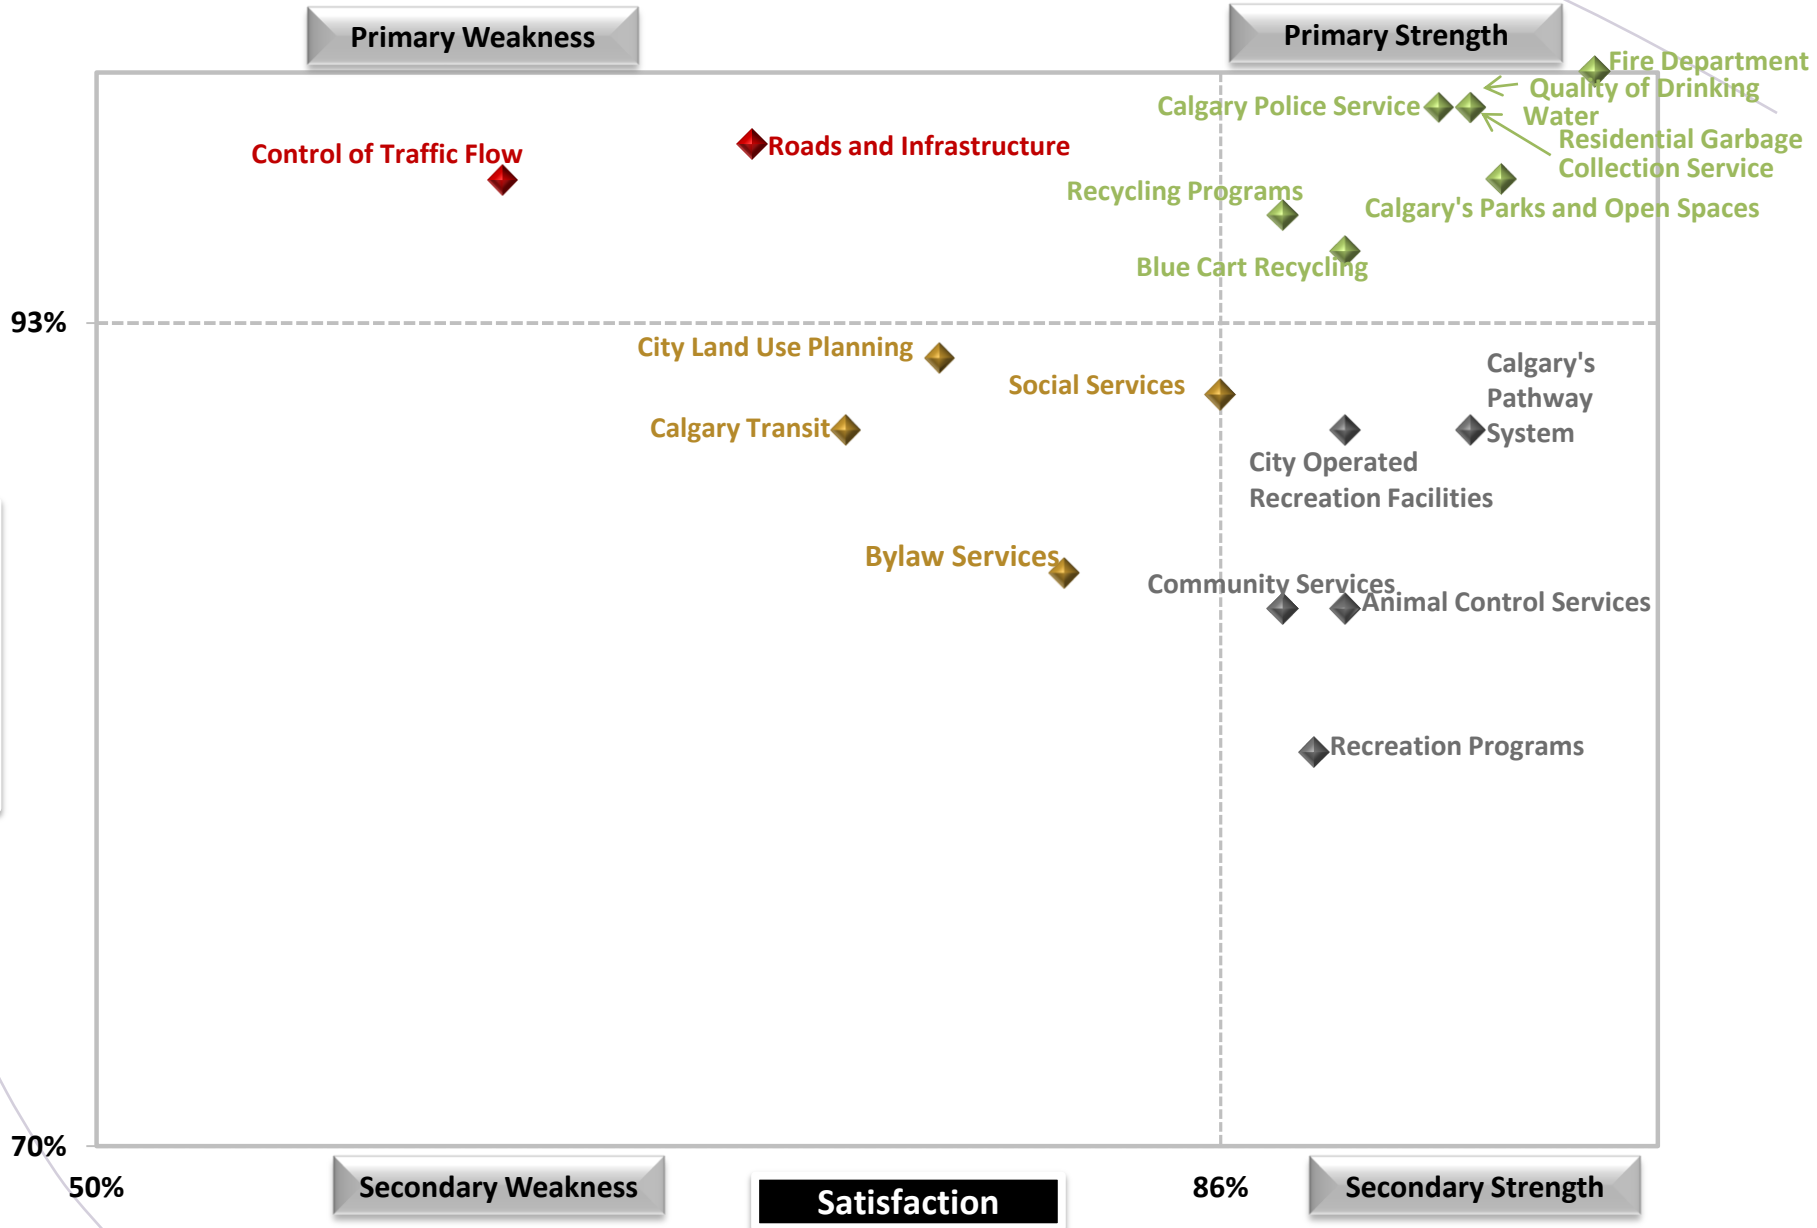 Primary Weakness
Primary Strength
Fire Department
Quality of Drinking
Water
Calgary Police Service
Residential Garbage
Collection Service
Control of Traffic Flow
Roads and Infrastructure
Recycling Programs
Calgary's Parks and Open Spaces
Blue Cart Recycling
93%
City Land Use Planning
Social Services
Calgary's
Pathway
System
Calgary Transit
City Operated
Recreation Facilities
Bylaw Services
Community Services
Animal Control Services
Recreation Programs
70%
50%
Secondary Weakness
Satisfaction
86%
Secondary Strength